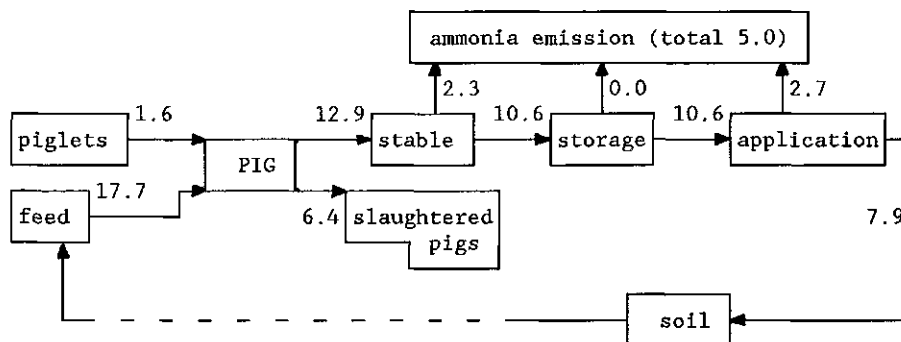 ammonia emission (total 5.0)
2.3
0.0
2.7
1.6
12.9
10.6
10.6
piglets
stable
storage
application
PIG
17.7
feed
6.4
slaughtered
pigs
7.9
soil